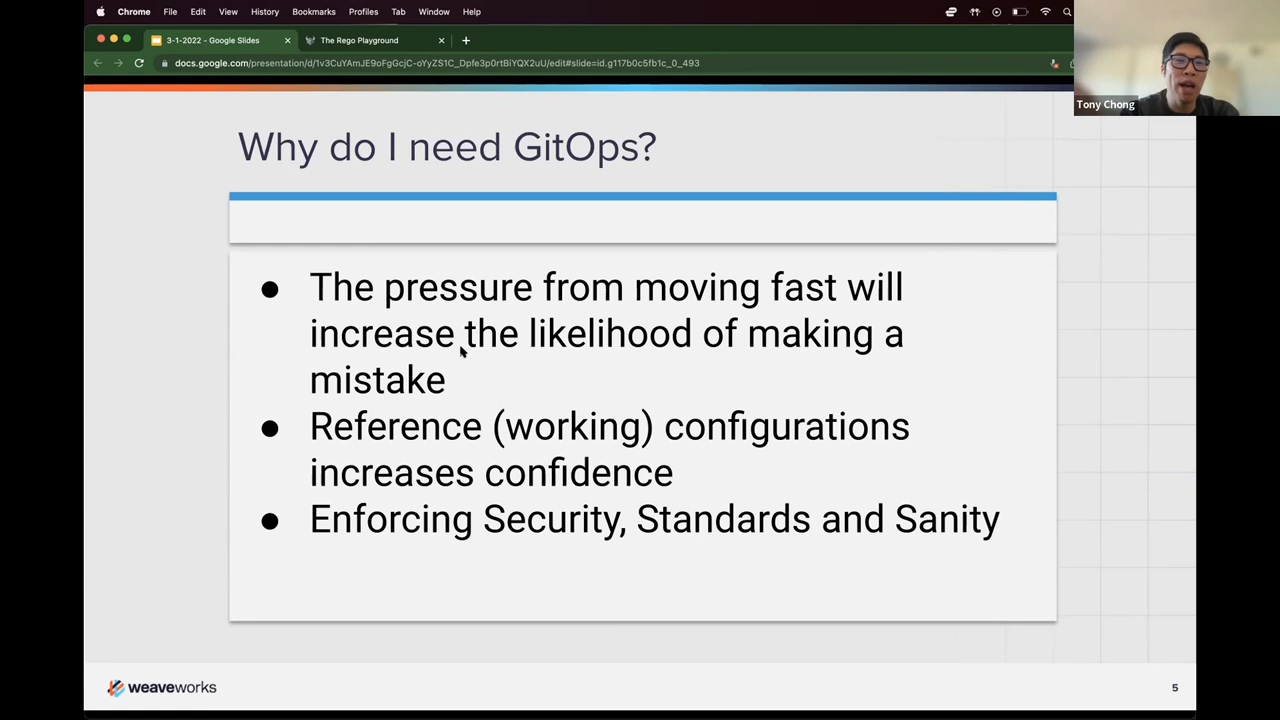 Chrome File Edit View History Bookmarks Profiles Tab Window Help
3-1-2022 - Google Slides
The Rego Playground
docs.google.com/presentation/d/1v3CuYAmJE9oFgGcjC-oYyZS1C_Dpfe3p0rtBiYQX2uU/edit#slide=id.g117b0c5fb1c_0_493
Tony Chong
Why do I need GitOps?
● The pressure from moving fast will
increase the likelihood of making a
mistake
● Reference (working) configurations
increases confidence
● Enforcing Security, Standards and Sanity
weaveworks
5